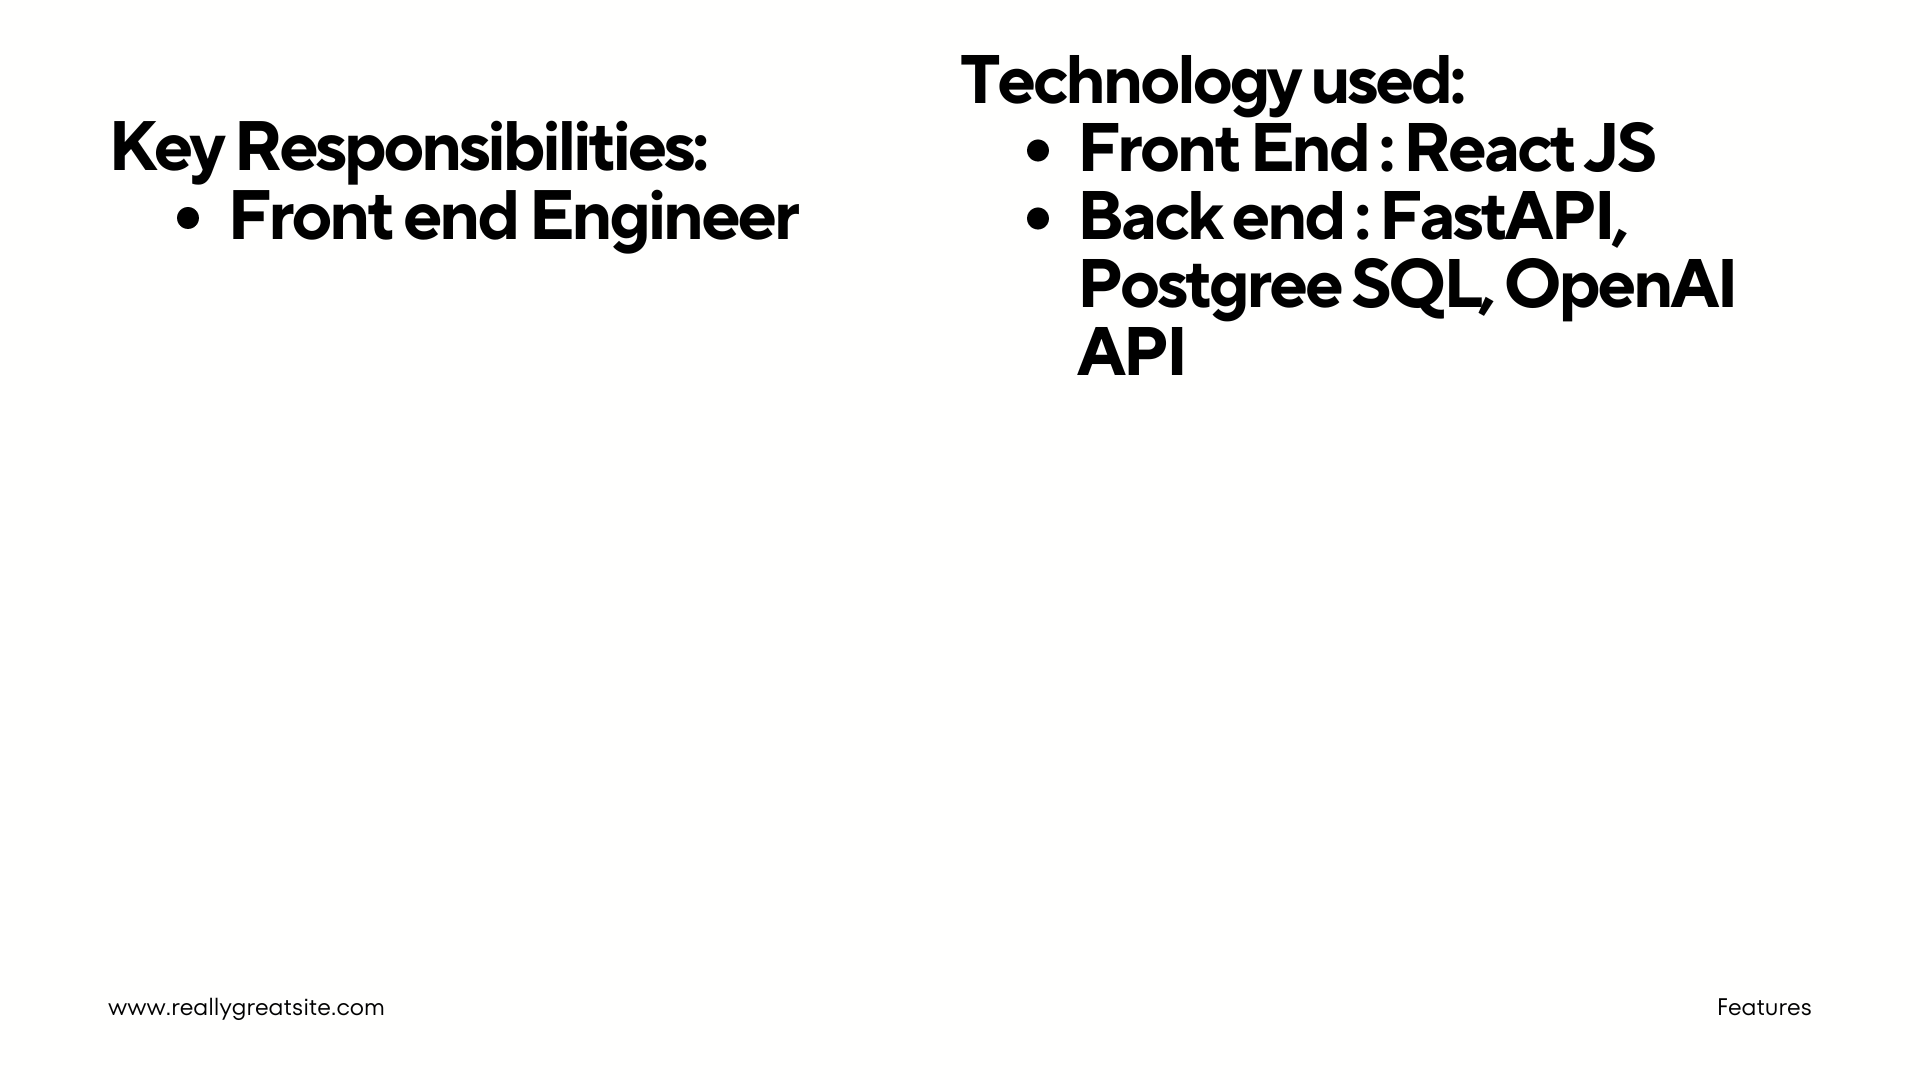 Key Responsibilities:
• Front end Engineer
Technology used:
• Front End : React JS
• Back end : FastAPI,
Postgree SQL, OpenAI
API
www.reallygreatsite.com
Features